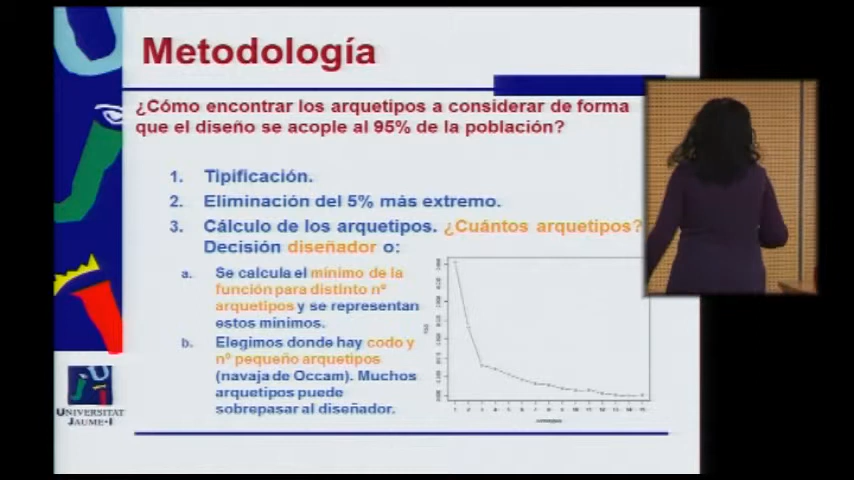 Metodología
¿Cómo encontrar los arquetipos a considerar de forma
que el diseño se acople al 95% de la población?
1. Tipificación.
2. Eliminación del 5% más extremo.
3. Cálculo de los arquetipos. ¿Cuántos arquetipos?
Decisión diseñador o:
a. Se calcula el mínimo de la
función para distinto nº
arquetipos y se representan
estos mínimos.
b. Elegimos donde hay codo y
nº pequeño arquetipos
(navaja de Occam). Muchos
arquetipos puede
sobrepasar al diseñador.
UNIVERSITAT
JAUME·I